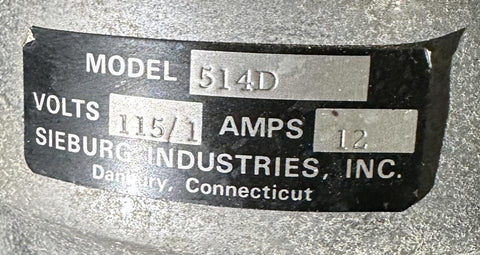 MODEL 514D
VOLTS 115/1 AMPS 12
SIEBURG INDUSTRIES, INC.
Danbury, Connecticut